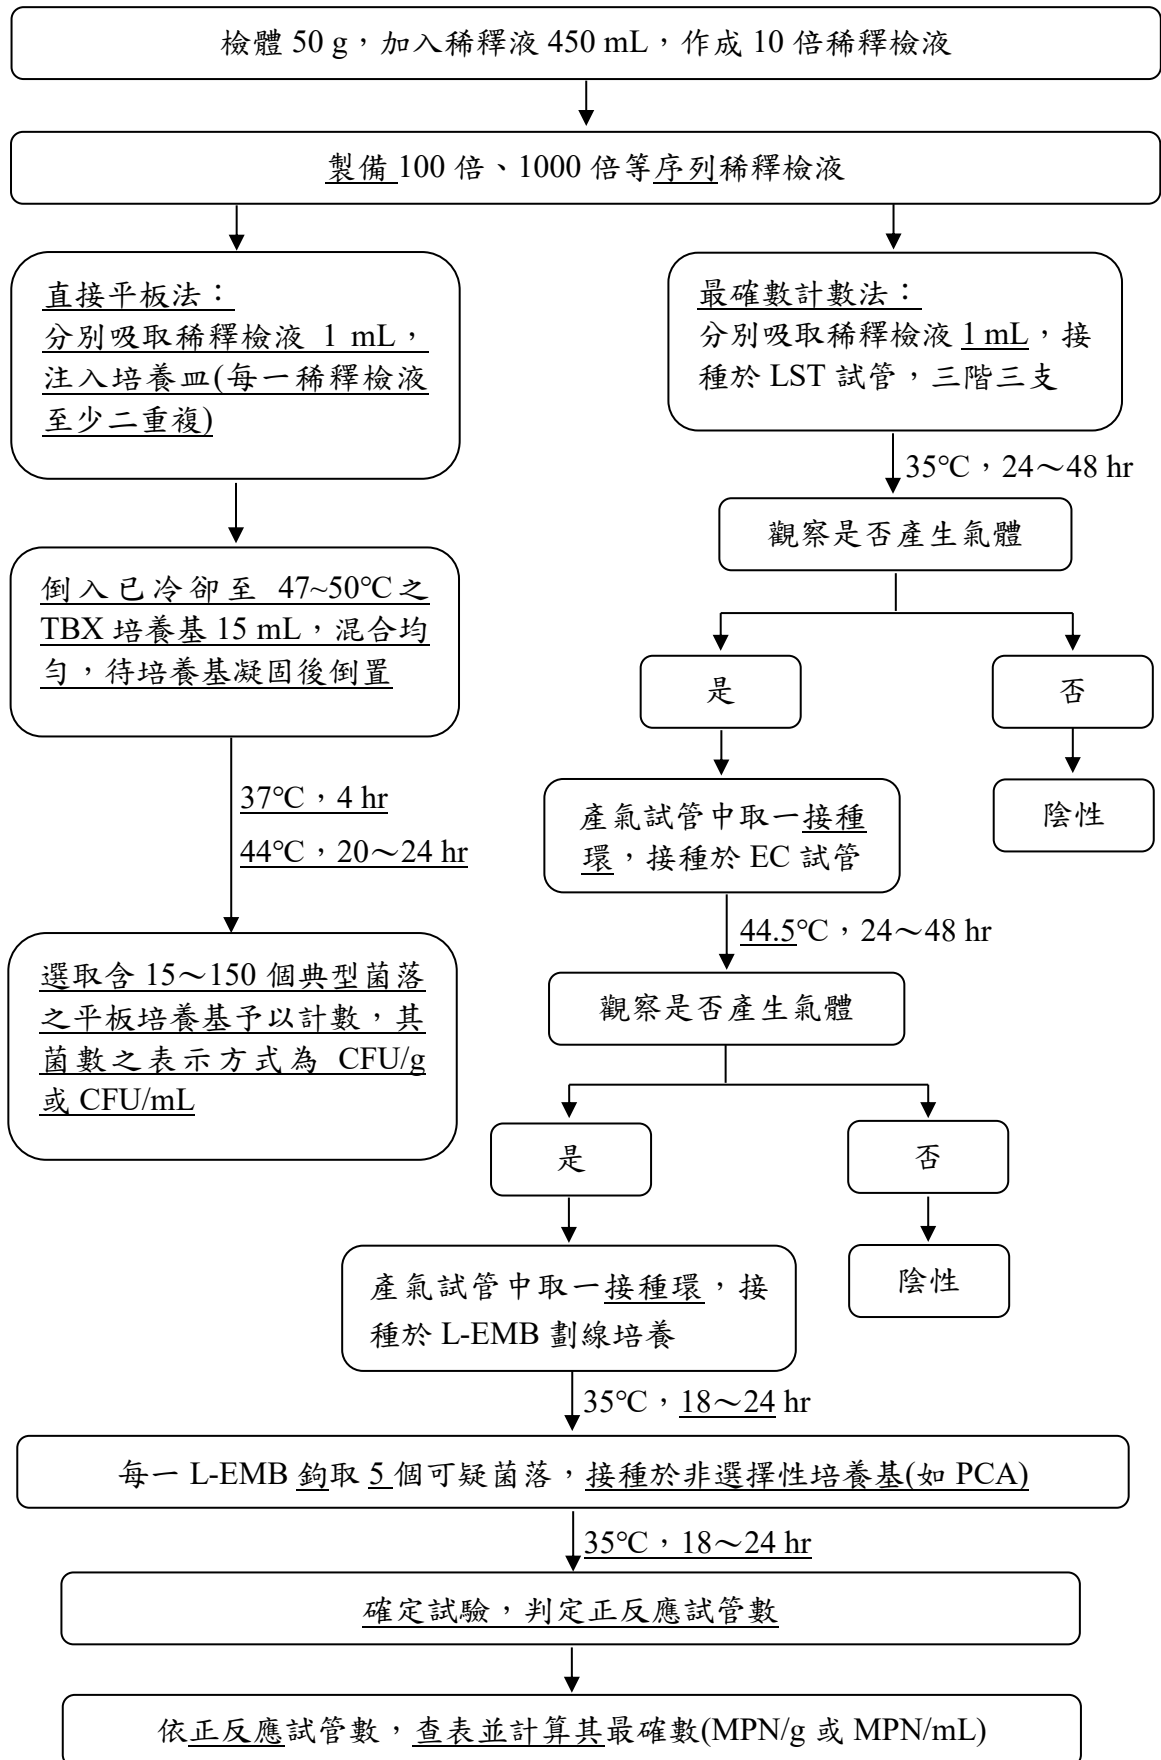 檢體 50 g，加入稀釋液 450 mL，作成 10 倍稀釋檢液
製備 100 倍、1000 倍等序列稀釋檢液
直接平板法：
分別吸取稀釋檢液 1 mL，
注入培養皿(每一稀釋檢液
至少二重複)
倒入已冷卻至 47~50℃之
TBX 培養基 15 mL，混合均
勻，待培養基凝固後倒置
37℃，4 hr
44℃，20～24 hr
選取含 15～150 個典型菌落
之平板培養基予以計數，其
菌數之表示方式為 CFU/g
或 CFU/mL
最確數計數法：
分別吸取稀釋檢液 1 mL，接
種於 LST 試管，三階三支
35℃，24～48 hr
觀察是否產生氣體
是
否
陰性
產氣試管中取一接種
環，接種於 EC 試管
44.5℃，24～48 hr
觀察是否產生氣體
是
否
陰性
產氣試管中取一接種環，接
種於 L-EMB 劃線培養
35℃，18～24 hr
每一 L-EMB 鉤取 5 個可疑菌落，接種於非選擇性培養基(如 PCA)
35℃，18～24 hr
確定試驗，判定正反應試管數
依正反應試管數，查表並計算其最確數(MPN/g 或 MPN/mL)